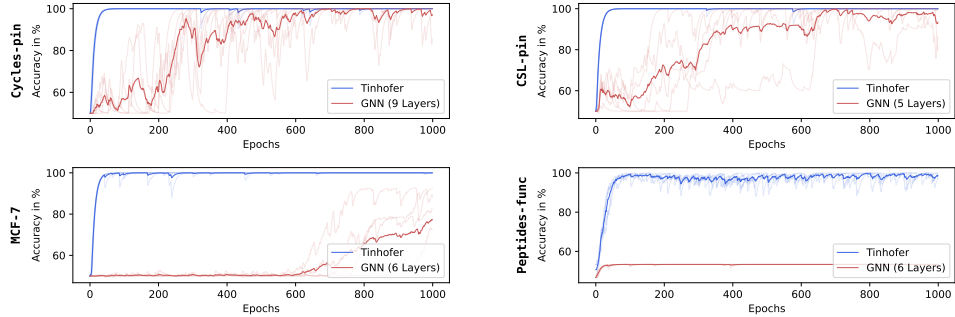 Cycles-pin
Accuracy in %
100
80
60
Tinhofer
GNN (9 Layers)
0 200 400 600 800 1000
Epochs
CSL-pin
Accuracy in %
100
80
60
Tinhofer
GNN (5 Layers)
0 200 400 600 800 1000
Epochs
MCF-7
Accuracy in %
100
80
60
Tinhofer
GNN (6 Layers)
0 200 400 600 800 1000
Epochs
Peptides-func
Accuracy in %
100
80
60
Tinhofer
GNN (6 Layers)
0 200 400 600 800 1000
Epochs